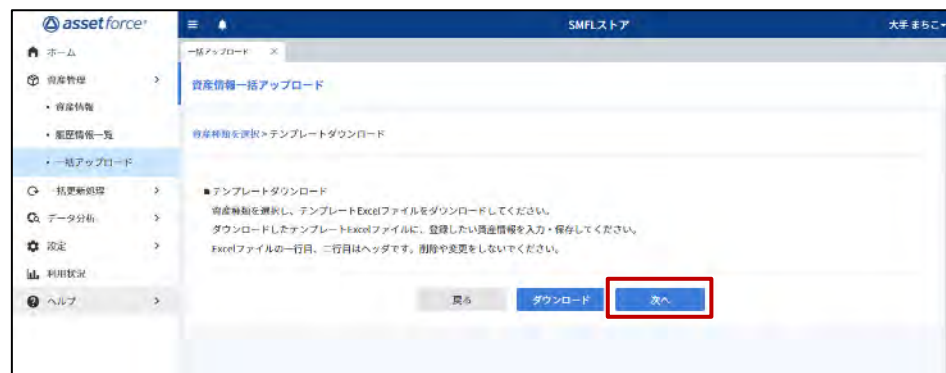 assetforce
SMFLストア
大手 まちこ
ホーム
一括アップロード ×
資産管理
資産情報一括アップロード
資産情報
履歴情報一覧
資産種類を選択>テンプレートダウンロード
一括アップロード
一括更新処理
■テンプレートダウンロード
資産種類を選択し、テンプレートExcelファイルをダウンロードしてください。
データ分析
ダウンロードしたテンプレートExcelファイルに、登録したい資産情報を入力・保存してください。
設定
Excelファイルの一行目、二行目はヘッダです。削除や変更をしないでください。
利用状況
ヘルプ
戻る ダウンロード 次へ